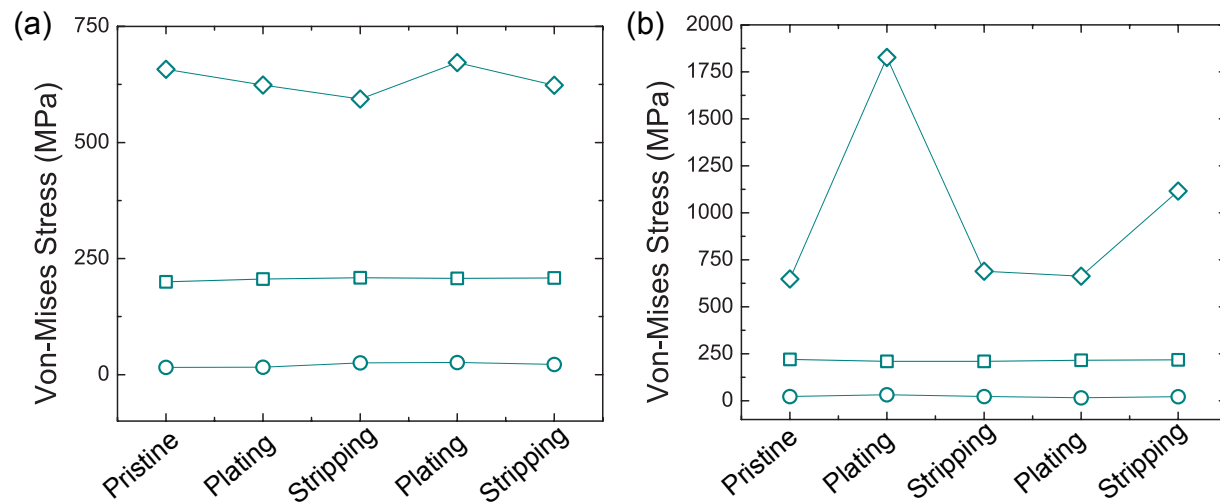 (a)
Von-Mises Stress (MPa)
750
500
250
0
Pristine
Plating
Stripping
Plating
Stripping
(b)
Von-Mises Stress (MPa)
2000
1750
1500
1250
1000
750
500
250
0
Pristine
Plating
Stripping
Plating
Stripping